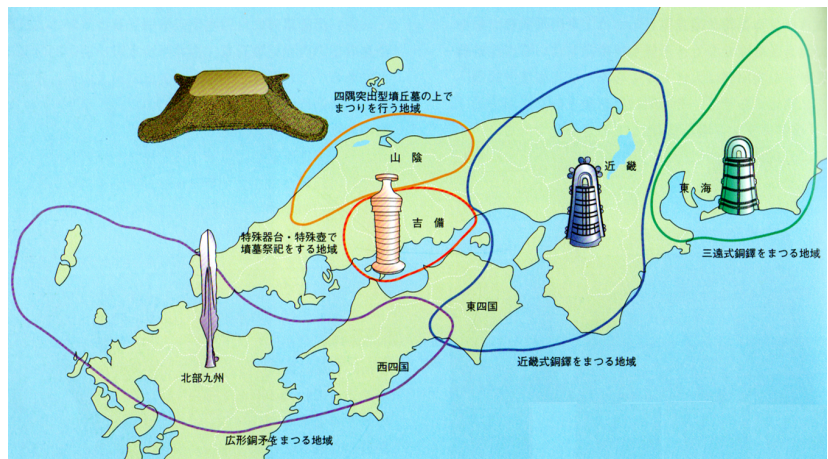 四隅突出型墳丘墓の上で
まつりを行う地域
山陰
近畿
東海
特殊器台・特殊壺で
墳墓祭祀をする地域
吉備
三遠式銅鐸をまつる地域
東四国
近畿式銅鐸をまつる地域
北部九州
西四国
広形銅矛をまつる地域